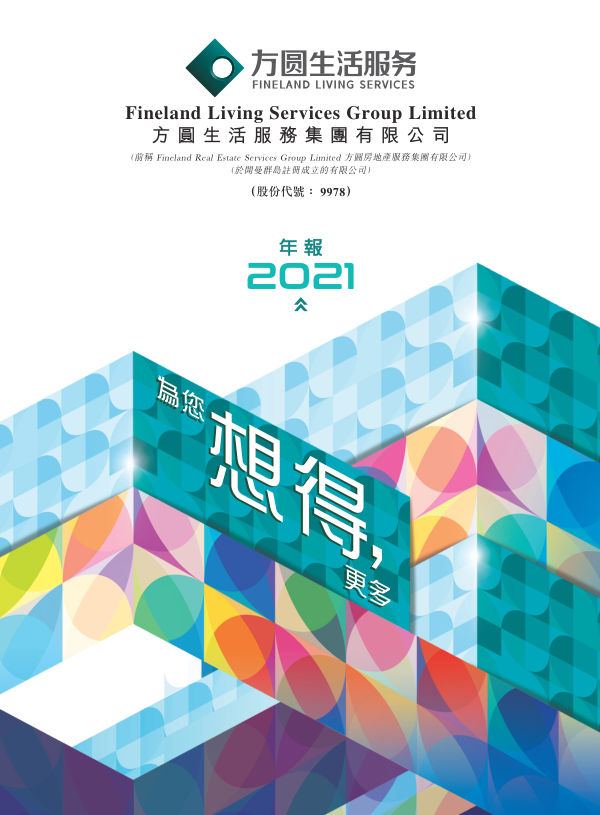 方圆生活服务
FINELAND LIVING SERVICES
Fineland Living Services Group Limited
方圓生活服務集團有限公司
(前稱 Fineland Real Estate Services Group Limited 方圓房地產服務集團有限公司)
(於開曼群島註冊成立的有限公司)
(股份代號：9978)
年報
2021
為您
想得,
更多